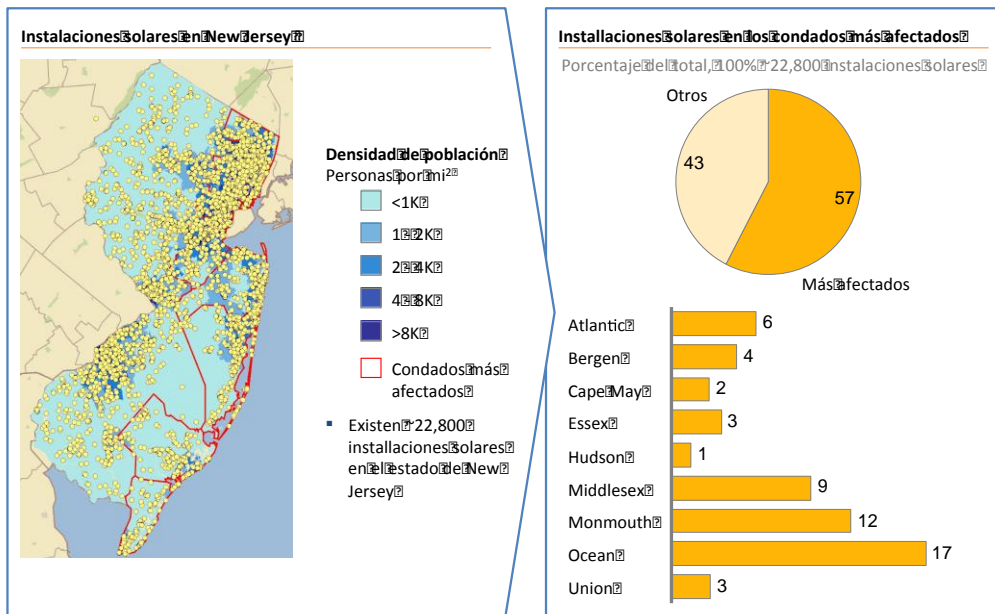 Instalaciones solares en New Jersey
Densidad de población
Personas por mi²
<1K
1 - 2K
2 - 4K
4 - 8K
>8K
Condados más
afectados
Existen ~22,800
installaciones solares
en el estado de New
Jersey
Installaciones solares en los condados más afectados
Porcentaje del total, 100% ~22,800 instalaciones solares
Otros
43
57
Más afectados
Atlantic 6
Bergen 4
Cape May 2
Essex 3
Hudson 1
Middlesex 9
Monmouth 12
Ocean 17
Union 3